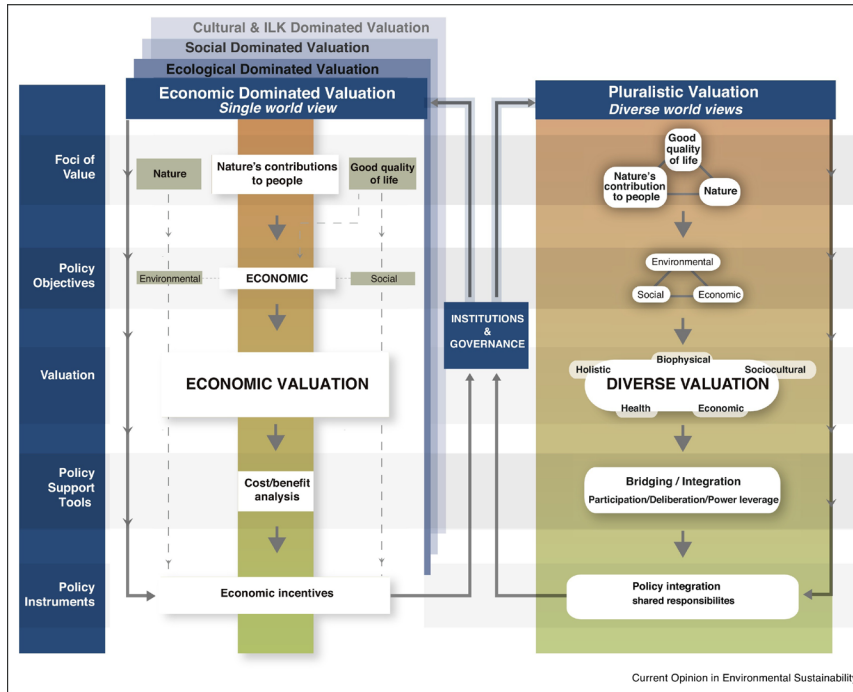 Cultural & ILK Dominated Valuation
Social Dominated Valuation
Ecological Dominated Valuation
Economic Dominated Valuation
Single world view
Pluralistic Valuation
Diverse world views
Foci of
Value
Nature
Nature's contributions
to people
Good quality
of life
Good
quality
of life
Nature's
contribution
to people
Nature
Policy
Objectives
Environmental
ECONOMIC
Social
Environmental
Social
Economic
INSTITUTIONS
&
GOVERNANCE
Valuation
ECONOMIC VALUATION
Biophysical
Holistic
Sociocultural
DIVERSE VALUATION
Health
Economic
Policy
Support
Tools
Cost/benefit
analysis
Bridging / Integration
Participation/Deliberation/Power leverage
Policy
Instruments
Economic incentives
Policy integration
shared responsibilites
Current Opinion in Environmental Sustainability